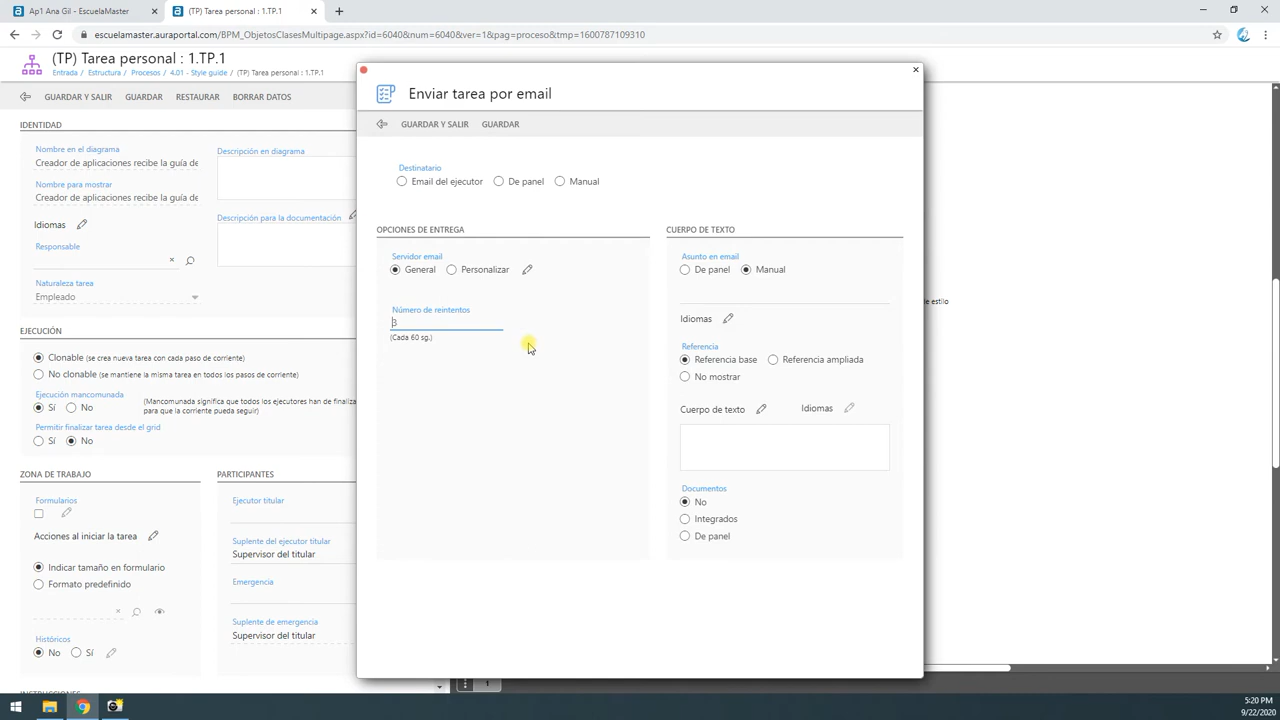 Ap1 Ana Gil - EscuelaMaster
(TP) Tarea personal : 1.TP.1
escuelamaster.auraportal.com/BPM_ObjetosClasesMultipage.aspx?id=6040&num=6040&ver=1&pag=proceso&tmp=1600787109310
(TP) Tarea personal : 1.TP.1
Entrada / Estructura / Procesos / 4.01 - Style guide / (TP) Tarea personal : 1.TP.1
GUARDAR Y SALIR GUARDAR RESTAURAR BORRAR DATOS
IDENTIDAD
Nombre en el diagrama
Creador de aplicaciones recibe la guía de
Nombre para mostrar
Creador de aplicaciones recibe la guía de
Idiomas
Responsable
Naturaleza tarea
Empleado
Descripción en diagrama
Descripción para la documentación
EJECUCIÓN
Clonable (se crea nueva tarea con cada paso de corriente)
No clonable (se mantiene la misma tarea en todos los pasos de corriente)
Ejecución mancomunada
Sí No
(Mancomunada significa que todos los ejecutores han de finaliza
para que la corriente pueda seguir)
Permitir finalizar tarea desde el grid
Sí No
ZONA DE TRABAJO
Formularios
Acciones al iniciar la tarea
Indicar tamaño en formulario
Formato predefinido
Históricos
No Sí
INSTRUCCIONES
PARTICIPANTES
Ejecutor titular
Suplente del ejecutor titular
Supervisor del titular
Emergencia
Suplente de emergencia
Supervisor del titular
Enviar tarea por email
GUARDAR Y SALIR GUARDAR
Destinatario
Email del ejecutor De panel Manual
OPCIONES DE ENTREGA
Servidor email
General Personalizar
Número de reintentos
3
(Cada 60 sg.)
CUERPO DE TEXTO
Asunto en email
De panel Manual
Idiomas
Referencia
Referencia base Referencia ampliada
No mostrar
Cuerpo de texto Idiomas
Documentos
No
Integrados
De panel
de estilo
1
5:20 PM
9/22/2020